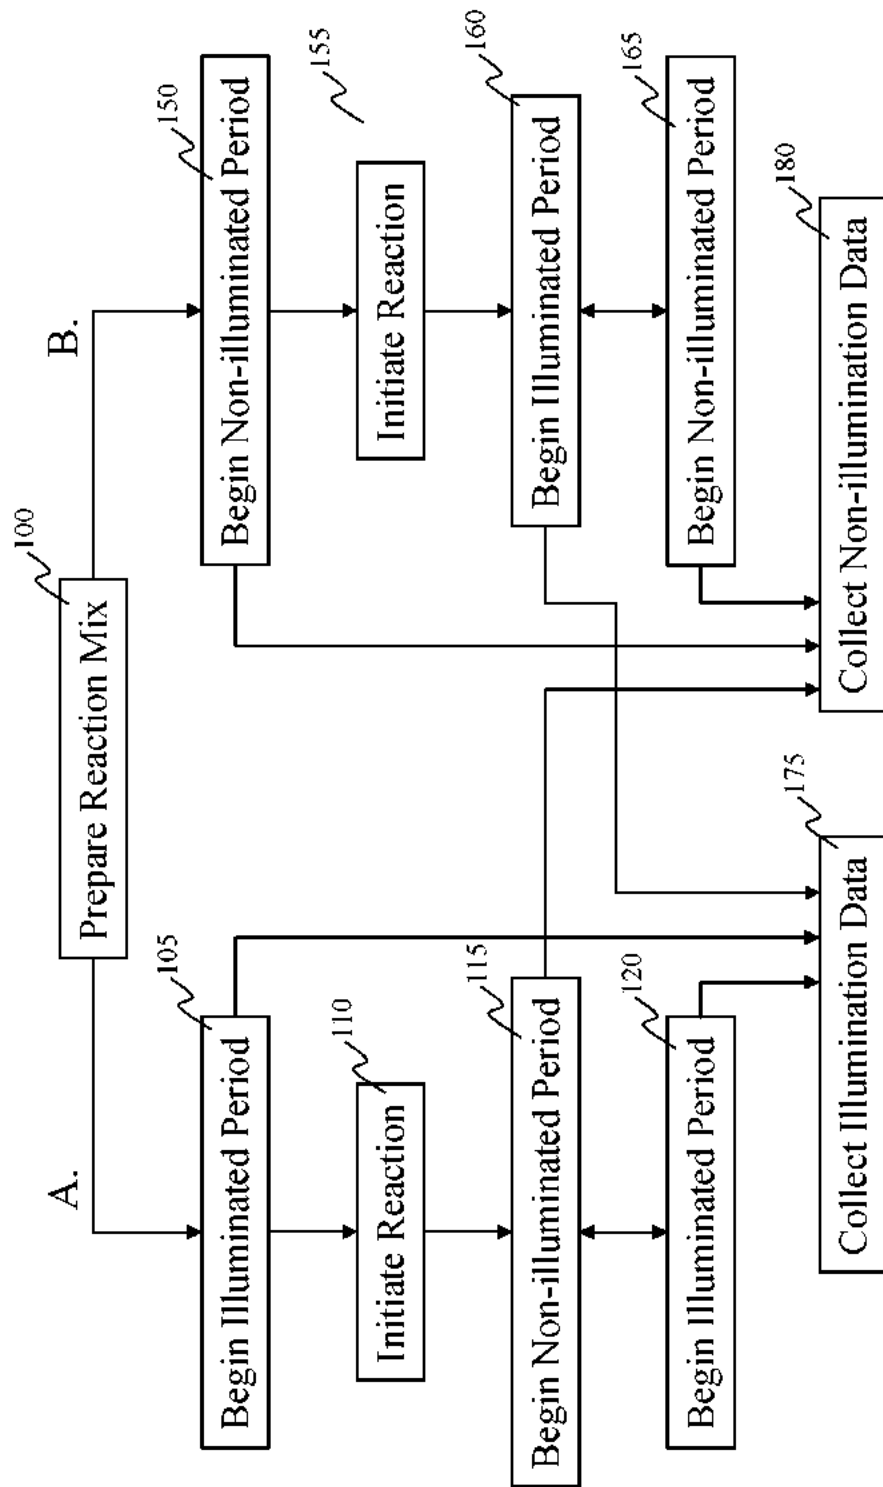 A.
B.
100
Prepare Reaction Mix
105
Begin Illuminated Period
150
Begin Non-illuminated Period
110
Initiate Reaction
155
Initiate Reaction
115
Begin Non-illuminated Period
160
Begin Illuminated Period
120
Begin Illuminated Period
165
Begin Non-illuminated Period
175
Collect Illumination Data
180
Collect Non-illumination Data